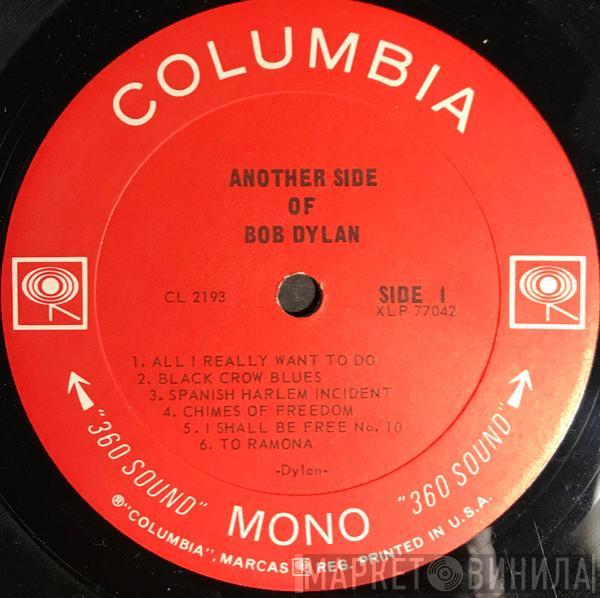 COLUMBIA
ANOTHER SIDE
OF
BOB DYLAN
CL 2193
SIDE 1
XLP 77042
1. ALL I REALLY WANT TO DO
2. BLACK CROW BLUES
3. SPANISH HARLEM INCIDENT
4. CHIMES OF FREEDOM
5. I SHALL BE FREE No. 10
6. TO RAMONA
-Dylan-
"360 SOUND" MONO "360 SOUND"
® "COLUMBIA", MARCAS REG. PRINTED IN U.S.A.
МАРКЕТ ВИНИЛА